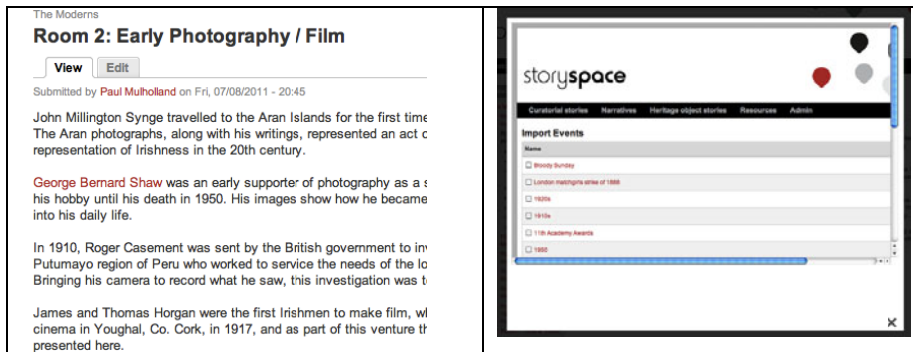 The Moderns
Room 2: Early Photography / Film
View Edit
Submitted by Paul Mulholland on Fri, 07/08/2011 - 20:45
John Millington Synge travelled to the Aran Islands for the first time
The Aran photographs, along with his writings, represented an act o
representation of Irishness in the 20th century.
George Bernard Shaw was an early supporter of photography as a s
his hobby until his death in 1950. His images show how he became
into his daily life.
In 1910, Roger Casement was sent by the British government to inv
Putumayo region of Peru who worked to service the needs of the lo
Bringing his camera to record what he saw, this investigation was t
James and Thomas Horgan were the first Irishmen to make film, wl
cinema in Youghal, Co. Cork, in 1917, and as part of this venture th
presented here.
storyspace
Curatorial stories Narratives Heritage object stories Resources Admin
Import Events
Name
Bloody Sunday
London matchgirls strike of 1888
1920s
1910s
11th Academy Awards
1950